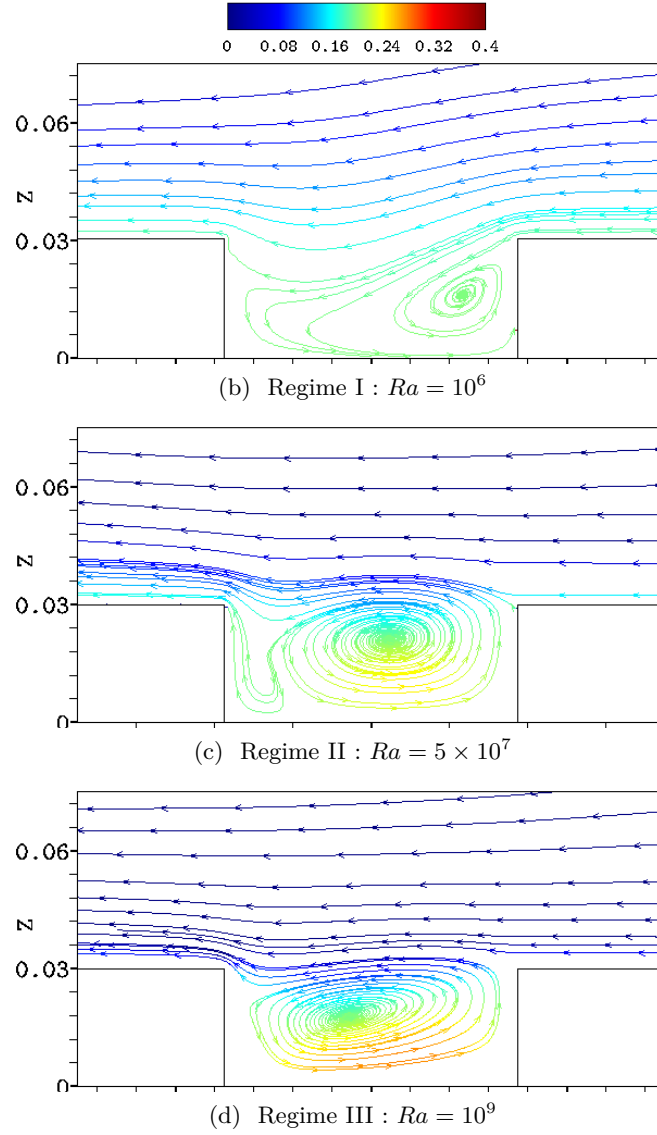 0 0.08 0.16 0.24 0.32 0.4
0.06
Z
0.03
0
(b) Regime I : $Ra = 10^6$
0.06
Z
0.03
0
(c) Regime II : $Ra = 5 \times 10^7$
0.06
Z
0.03
0
(d) Regime III : $Ra = 10^9$